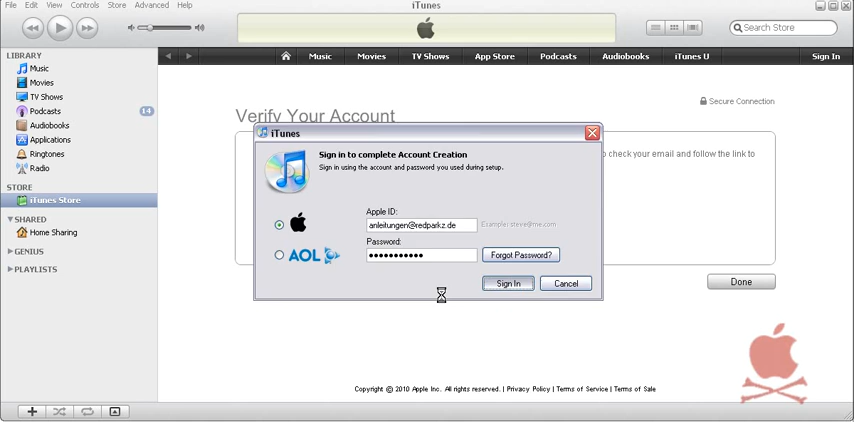 iTunes
File Edit View Controls Store Advanced Help
Search Store
LIBRARY
Music
Movies
TV Shows
Podcasts 14
Audiobooks
Applications
Ringtones
Radio
STORE
iTunes Store
SHARED
Home Sharing
GENIUS
PLAYLISTS
Music Movies TV Shows App Store Podcasts Audiobooks iTunes U Sign In
Secure Connection
Verify Your Account
to check your email and follow the link to
iTunes
Sign in to complete Account Creation
Sign in using the account and password you used during setup.
Apple ID:
anleitungen@redparkz.de Example: steve@me.com
Password:
AOL Forgot Password?
Sign In Cancel
Done
Copyright © 2010 Apple Inc. All rights reserved. | Privacy Policy | Terms of Service | Terms of Sale